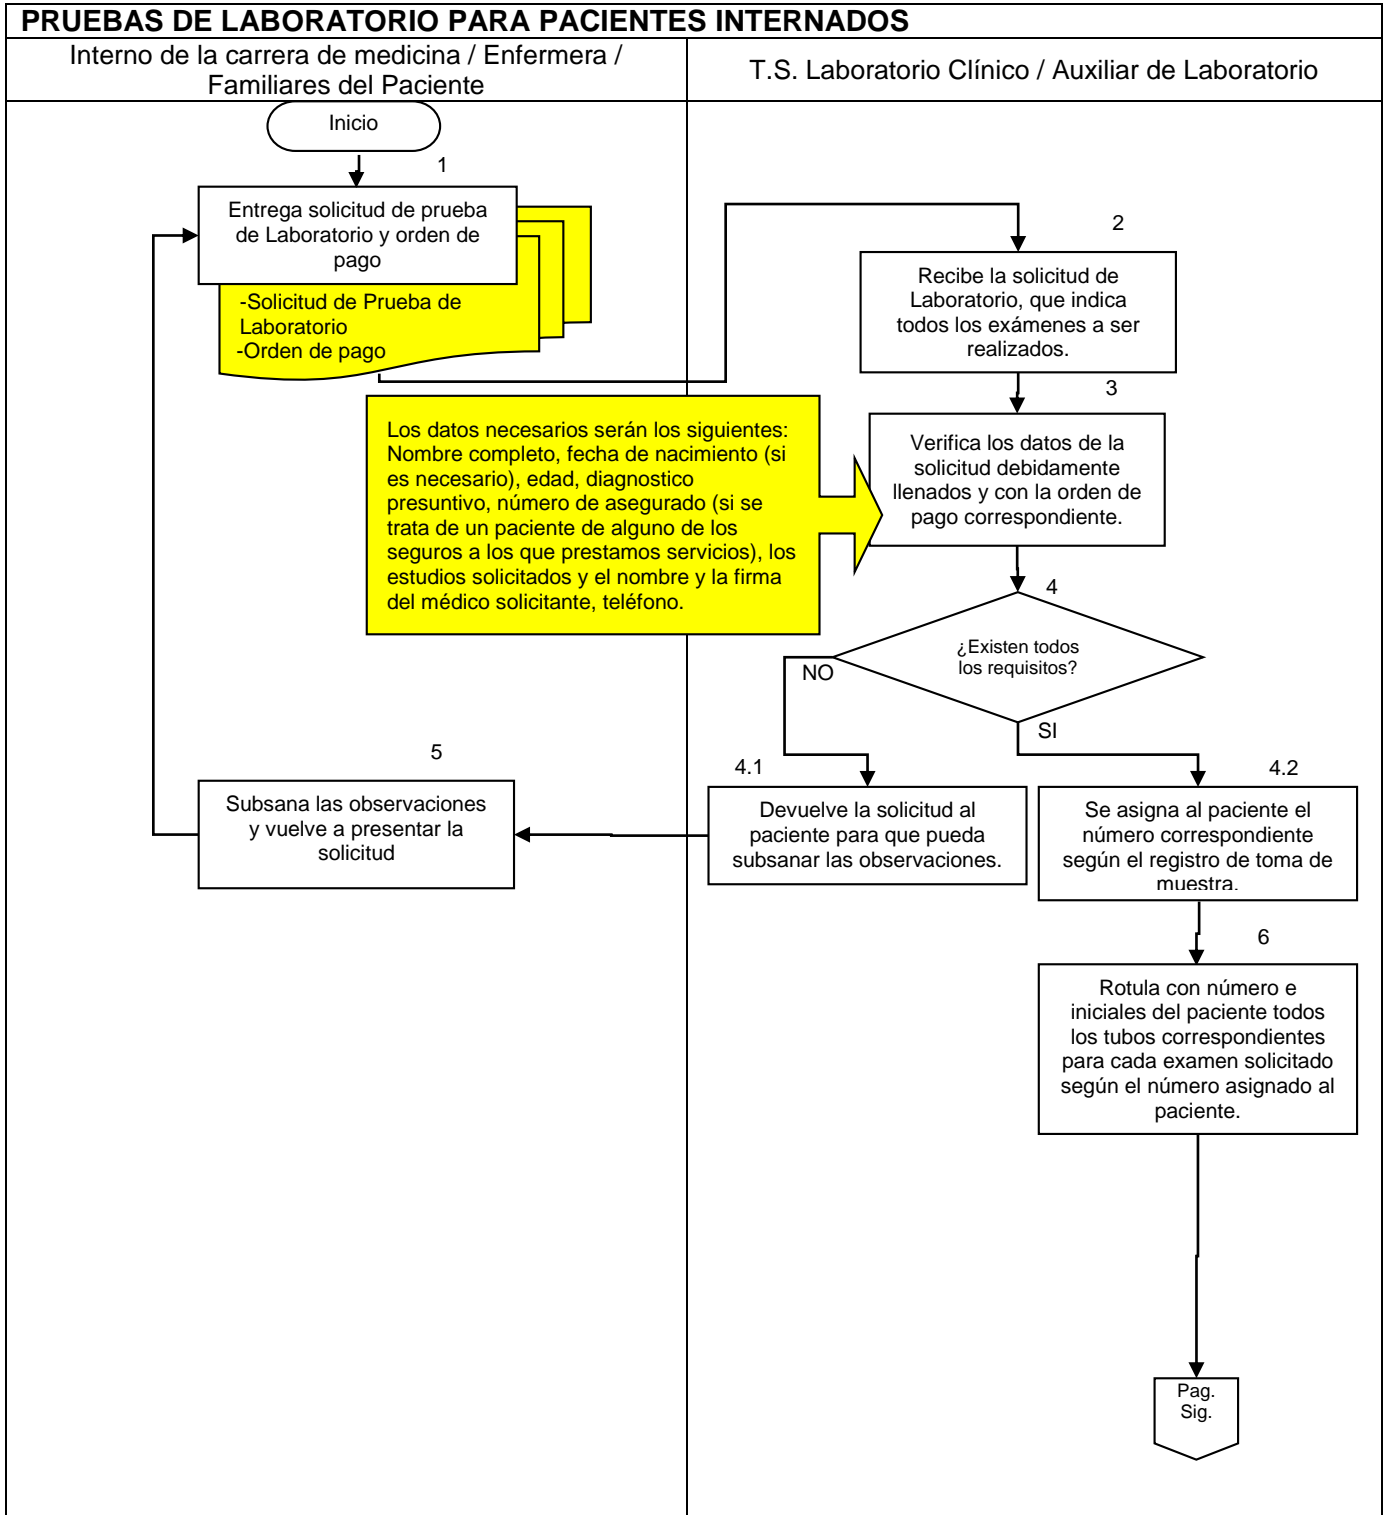 PRUEBAS DE LABORATORIO PARA PACIENTES INTERNADOS
Interno de la carrera de medicina / Enfermera /
Familiares del Paciente
T.S. Laboratorio Clínico / Auxiliar de Laboratorio
Inicio
1
Entrega solicitud de prueba
de Laboratorio y orden de
pago
-Solicitud de Prueba de
Laboratorio
-Orden de pago
2
Recibe la solicitud de
Laboratorio, que indica
todos los exámenes a ser
realizados.
3
Los datos necesarios serán los siguientes:
Nombre completo, fecha de nacimiento (si
es necesario), edad, diagnostico
presuntivo, número de asegurado (si se
trata de un paciente de alguno de los
seguros a los que prestamos servicios), los
estudios solicitados y el nombre y la firma
del médico solicitante, teléfono.
Verifica los datos de la
solicitud debidamente
llenados y con la orden de
pago correspondiente.
4
¿Existen todos
los requisitos?
NO
SI
5
4.1
4.2
Subsana las observaciones
y vuelve a presentar la
solicitud
Devuelve la solicitud al
paciente para que pueda
subsanar las observaciones.
Se asigna al paciente el
número correspondiente
según el registro de toma de
muestra.
6
Rotula con número e
iniciales del paciente todos
los tubos correspondientes
para cada examen solicitado
según el número asignado al
paciente.
Pag.
Sig.